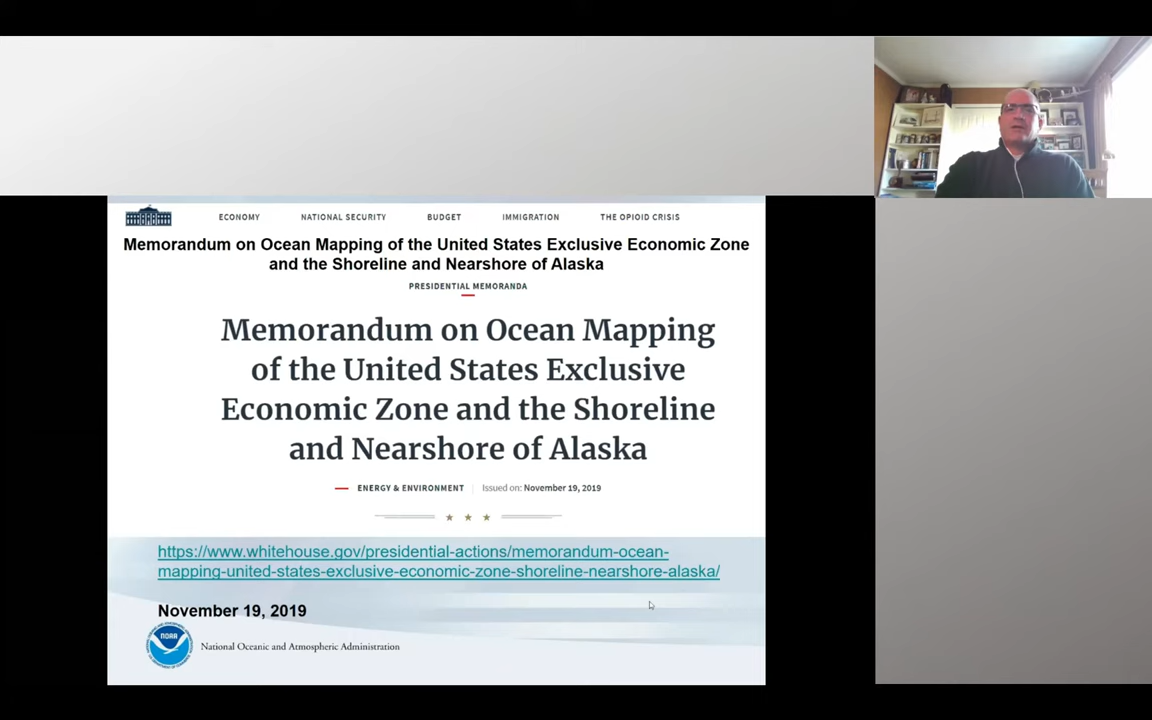 ECONOMY NATIONAL SECURITY BUDGET IMMIGRATION THE OPIOID CRISIS
Memorandum on Ocean Mapping of the United States Exclusive Economic Zone
and the Shoreline and Nearshore of Alaska
PRESIDENTIAL MEMORANDA
Memorandum on Ocean Mapping
of the United States Exclusive
Economic Zone and the Shoreline
and Nearshore of Alaska
ENERGY & ENVIRONMENT Issued on: November 19, 2019
https://www.whitehouse.gov/presidential-actions/memorandum-ocean-
mapping-united-states-exclusive-economic-zone-shoreline-nearshore-alaska/
November 19, 2019
NOAA
National Oceanic and Atmospheric Administration